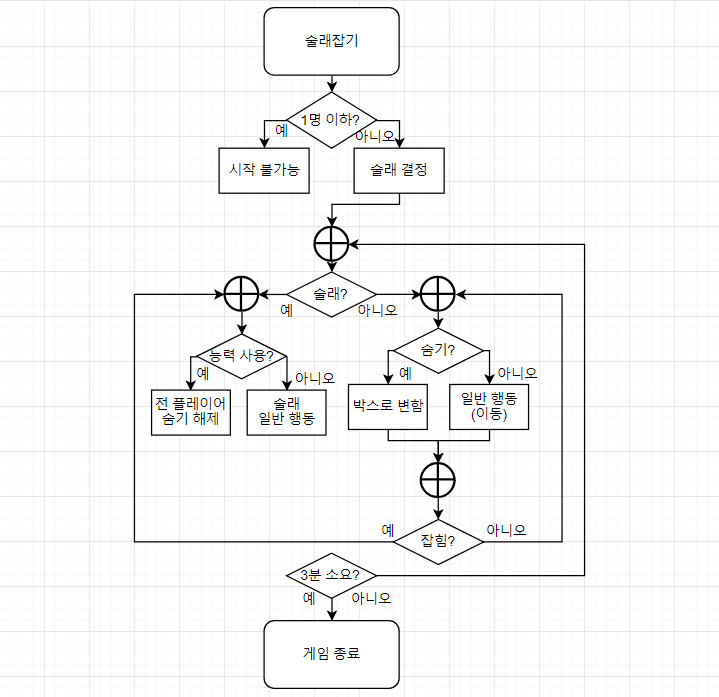 술래잡기
1명 이하?
예
아니오
시작 불가능
술래 결정
술래?
예
아니오
능력 사용?
숨기?
예
아니오
예
아니오
전 플레이어
숨기 해제
술래
일반 행동
박스로 변함
일반 행동
(이동)
예
아니오
잡힘?
3분 소요?
예
아니오
게임 종료